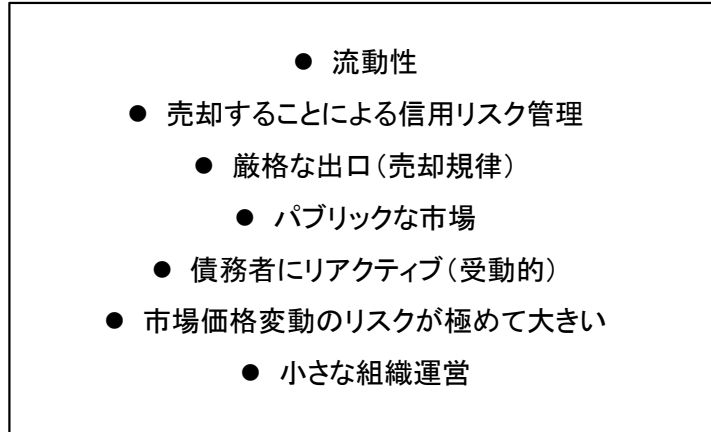 ● 流動性
● 売却することによる信用リスク管理
● 厳格な出口(売却規律)
● パブリックな市場
● 債務者にリアクティブ(受動的)
● 市場価格変動のリスクが極めて大きい
● 小さな組織運営